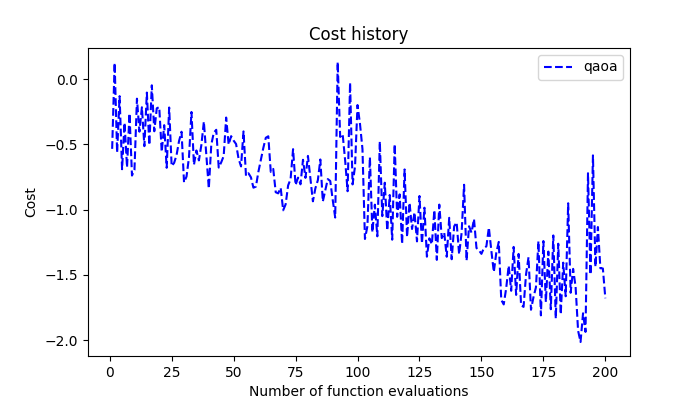 Cost history
qaoa
Cost
0.0
−0.5
−1.0
−1.5
−2.0
0 25 50 75 100 125 150 175 200
Number of function evaluations